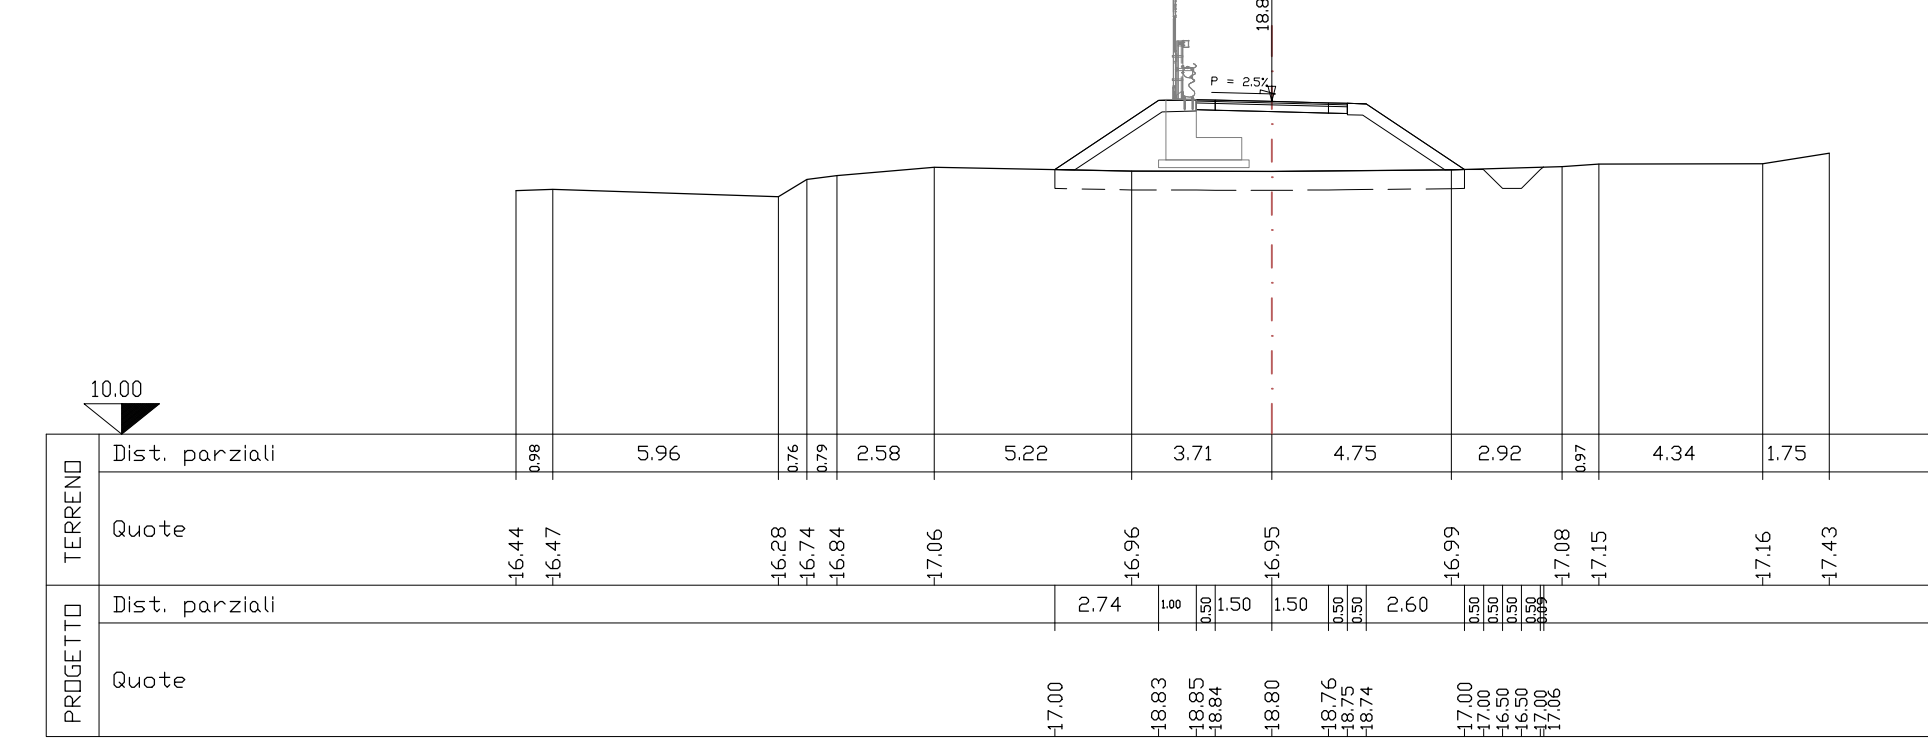 18.8
P = 2.5%
10.00
TERRENO
Dist. parziali
0.98 5.96 0.76 0.79 2.58 5.22 3.71 4.75 2.92 0.97 4.34 1.75
Quote
16.44 16.47 16.28 16.74 16.84 17.06 16.96 16.95 16.99 17.08 17.15 17.16 17.43
PROGETTO
Dist. parziali
2.74 1.00 0.50 1.50 1.50 0.50 0.50 2.60 0.50 0.50 0.50 0.50 0.09
Quote
17.00 18.83 18.85 18.84 18.80 18.76 18.75 18.74 17.00 17.00 16.50 16.50 17.00 17.06